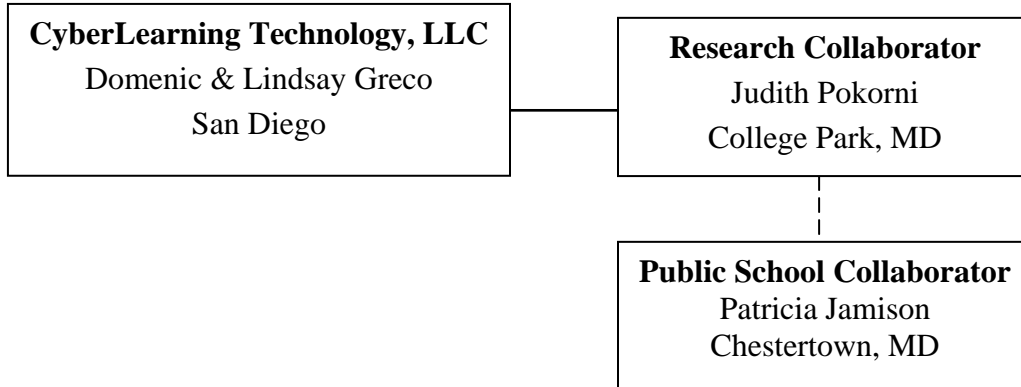 CyberLearning Technology, LLC
Domenic & Lindsay Greco
San Diego
Research Collaborator
Judith Pokorni
College Park, MD
Public School Collaborator
Patricia Jamison
Chestertown, MD